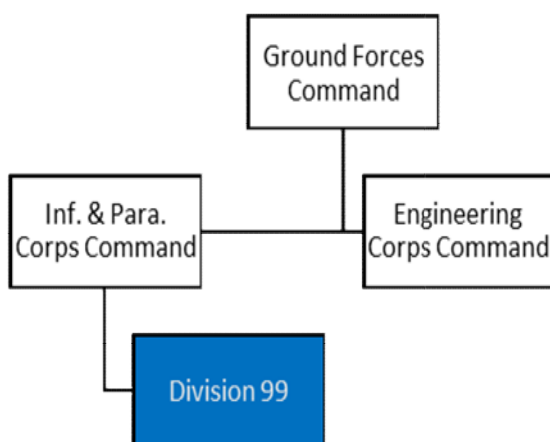 Ground Forces
Command
Inf. & Para.
Corps Command
Engineering
Corps Command
Division 99